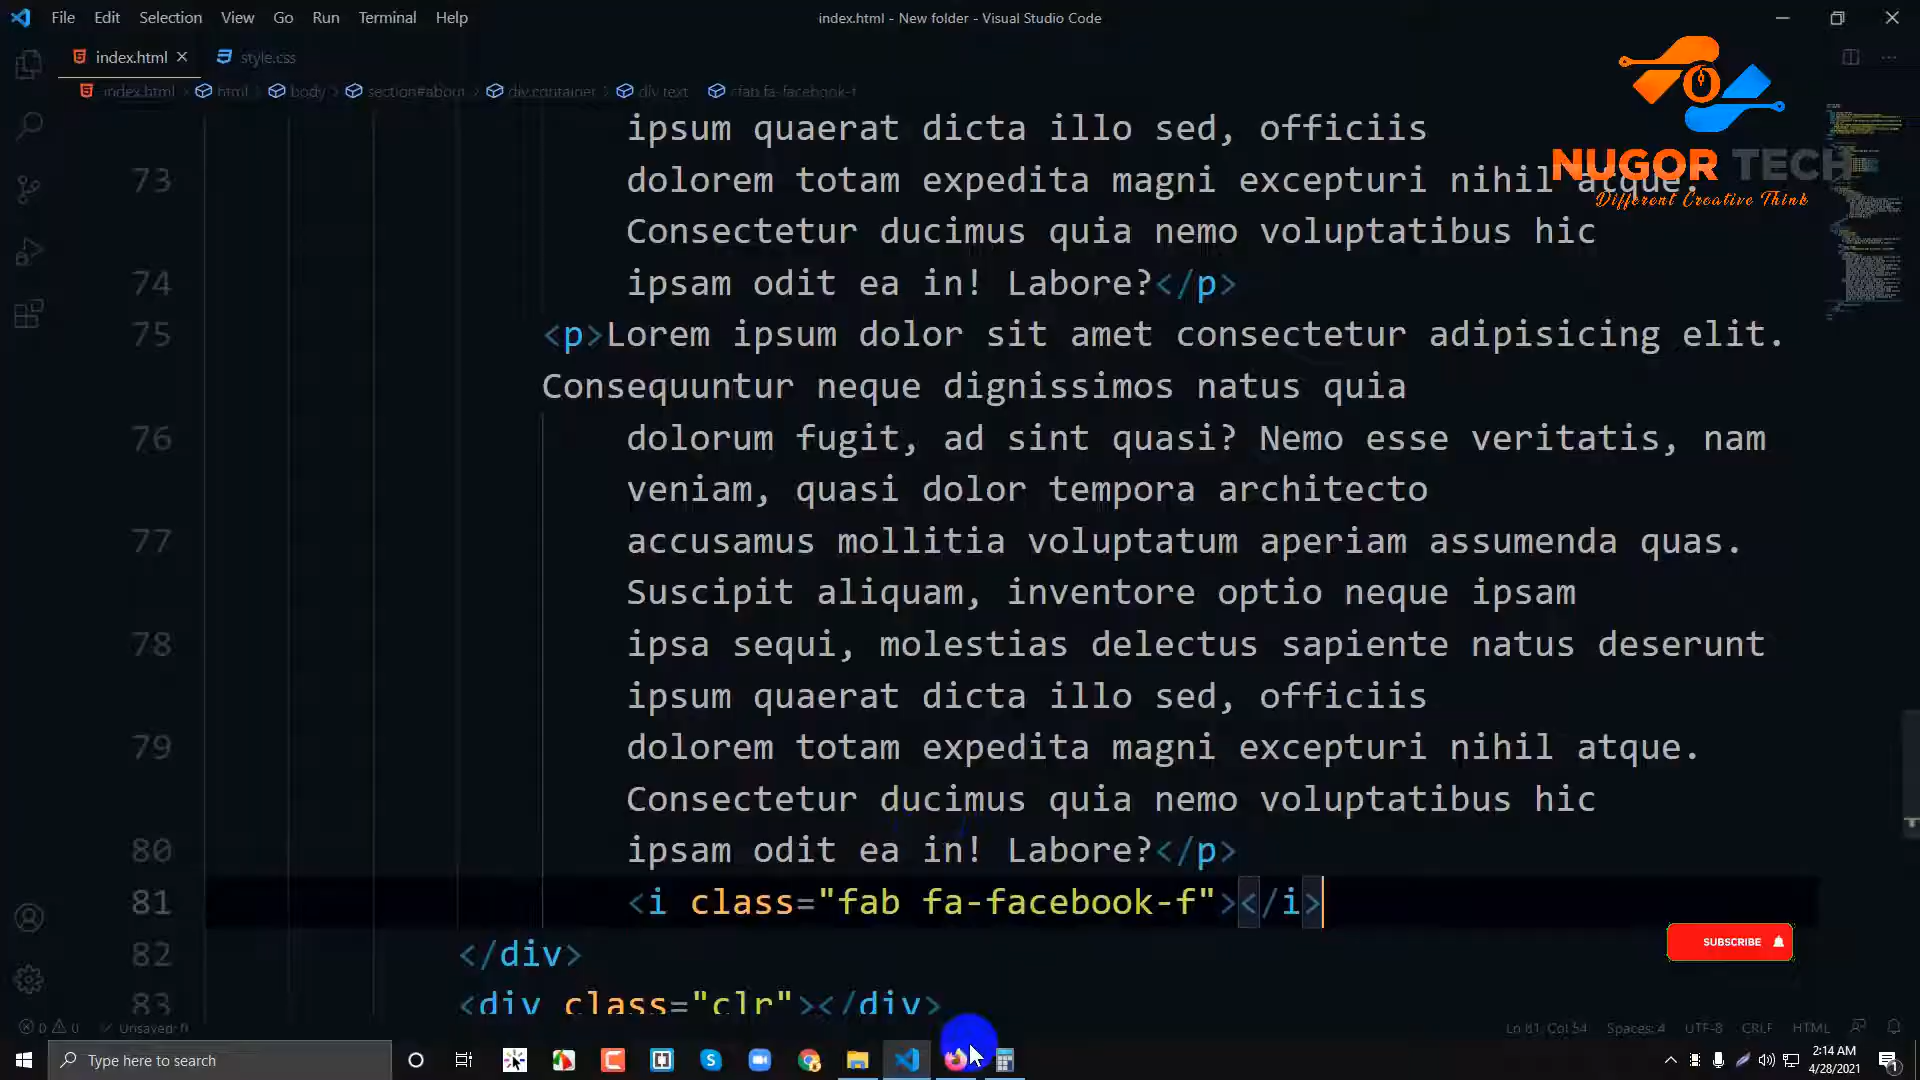 File Edit Selection View Go Run Terminal Help
index.html - New folder - Visual Studio Code
index.html
style.css
index.html html body section#about div.container div.text i.fab.fa-facebook-f
NUGOR TECH
Different Creative Think
ipsum quaerat dicta illo sed, officiis
73 dolorem totam expedita magni excepturi nihil atque.
Consectetur ducimus quia nemo voluptatibus hic
74 ipsam odit ea in! Labore?</p>
75 <p>Lorem ipsum dolor sit amet consectetur adipisicing elit.
Consequuntur neque dignissimos natus quia
76 dolorum fugit, ad sint quasi? Nemo esse veritatis, nam
veniam, quasi dolor tempora architecto
77 accusamus mollitia voluptatum aperiam assumenda quas.
Suscipit aliquam, inventore optio neque ipsam
78 ipsa sequi, molestias delectus sapiente natus deserunt
ipsum quaerat dicta illo sed, officiis
79 dolorem totam expedita magni excepturi nihil atque.
Consectetur ducimus quia nemo voluptatibus hic
80 ipsam odit ea in! Labore?</p>
81 <i class="fab fa-facebook-f"></i>
82 </div>
83 <div class="clr"></div>
SUBSCRIBE
0 0 Unsaved: Ln 81, Col 54 Spaces: 4 UTF-8 CRLF HTML
Type here to search
2:14 AM
4/28/2021
1